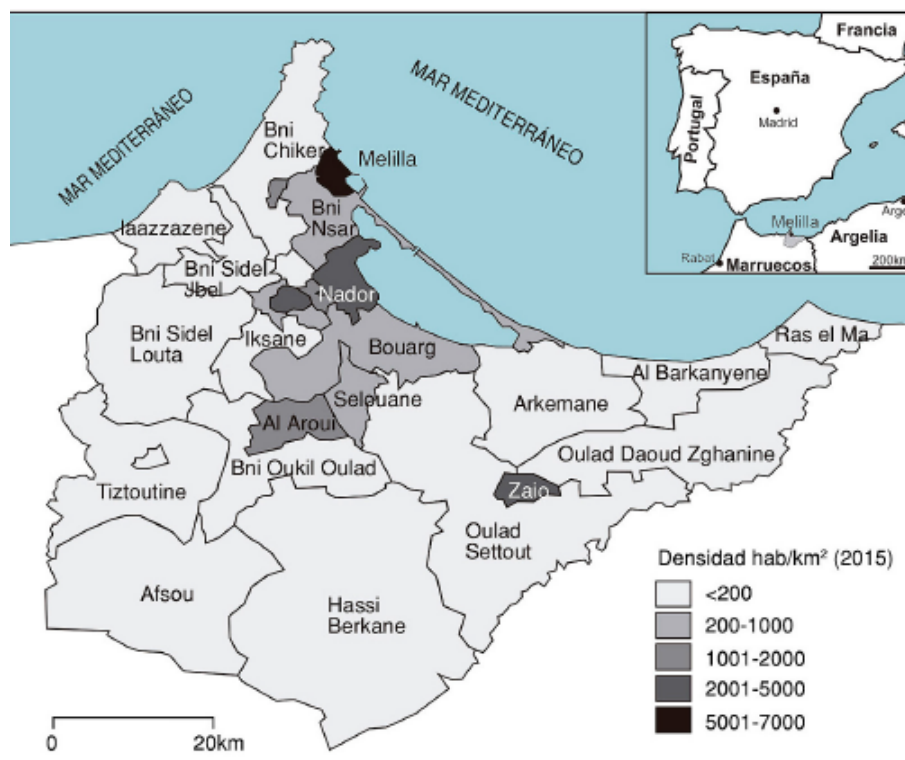 MAR MEDITERRÁNEO
MAR MEDITERRÁNEO
Francia
España
Madrid
Portugal
Melilla
Argelia
Rabat
Marruecos
200km
Bni
Chiker
Melilla
Iaazzazene
Bni
Nsar
Bni Sidel
Jbel
Nador
Bni Sidel
Louta
Iksane
Bouarg
Ras el Ma
Al Barkanyene
Selouane
Arkemane
Al Aroui
Oulad Daoud Zghanine
Bni Oukil Oulad
Tiztoutine
Zaio
Oulad
Settout
Afsou
Hassi
Berkane
Densidad hab/km² (2015)
<200
200-1000
1001-2000
2001-5000
5001-7000
0 20km